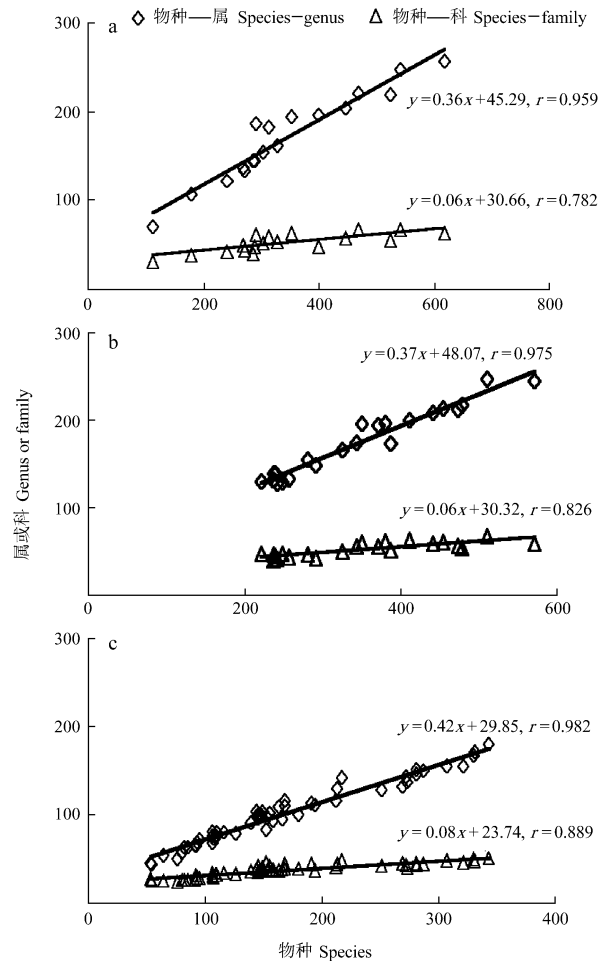 a
物种—属 Species−genus 物种—科 Species−family
300
y=0.36x+45.29, r=0.959
200
y=0.06x+30.66, r=0.782
100
0 200 400 600 800
b
300
y=0.37x+48.07, r=0.975
200
y=0.06x+30.32, r=0.826
100
0 200 400 600
属或科 Genus or family
c
300
200
y=0.42x+29.85, r=0.982
100
y=0.08x+23.74, r=0.889
0
0 100 200 300 400
物种 Species